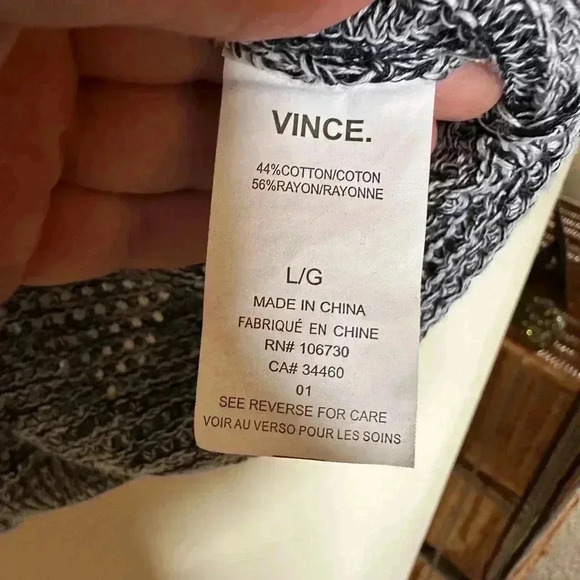 VINCE.
44%COTTON/COTON
56%RAYON/RAYONNE
L/G
MADE IN CHINA
FABRIQUÉ EN CHINE
RN# 106730
CA# 34460
01
SEE REVERSE FOR CARE
VOIR AU VERSO POUR LES SOINS